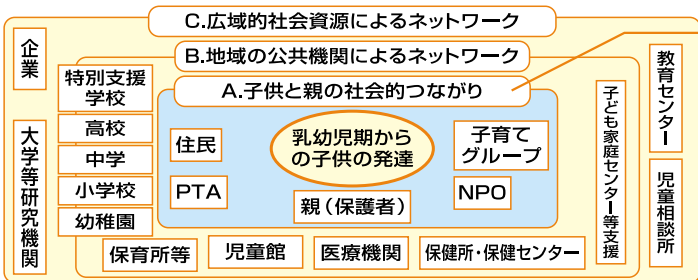 C.広域的社会資源によるネットワーク
B.地域の公共機関によるネットワーク
A.子供と親の社会的つながり
企業
大学等研究機関
特別支援
学校
高校
中学
小学校
幼稚園
住民
PTA
乳幼児期から
の子供の発達
親（保護者）
子育て
グループ
NPO
保育所等
児童館
医療機関
保健所・保健センター
子ども家庭センター等支援
教育センター
児童相談所